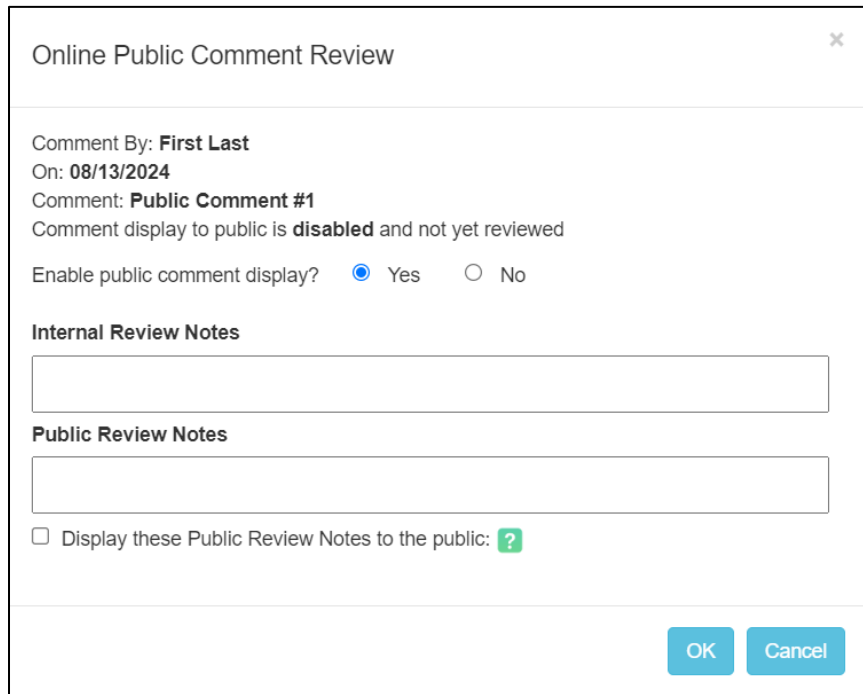 Online Public Comment Review
×
Comment By: First Last
On: 08/13/2024
Comment: Public Comment #1
Comment display to public is disabled and not yet reviewed
Enable public comment display? Yes No
Internal Review Notes
Public Review Notes
Display these Public Review Notes to the public: ?
OK Cancel